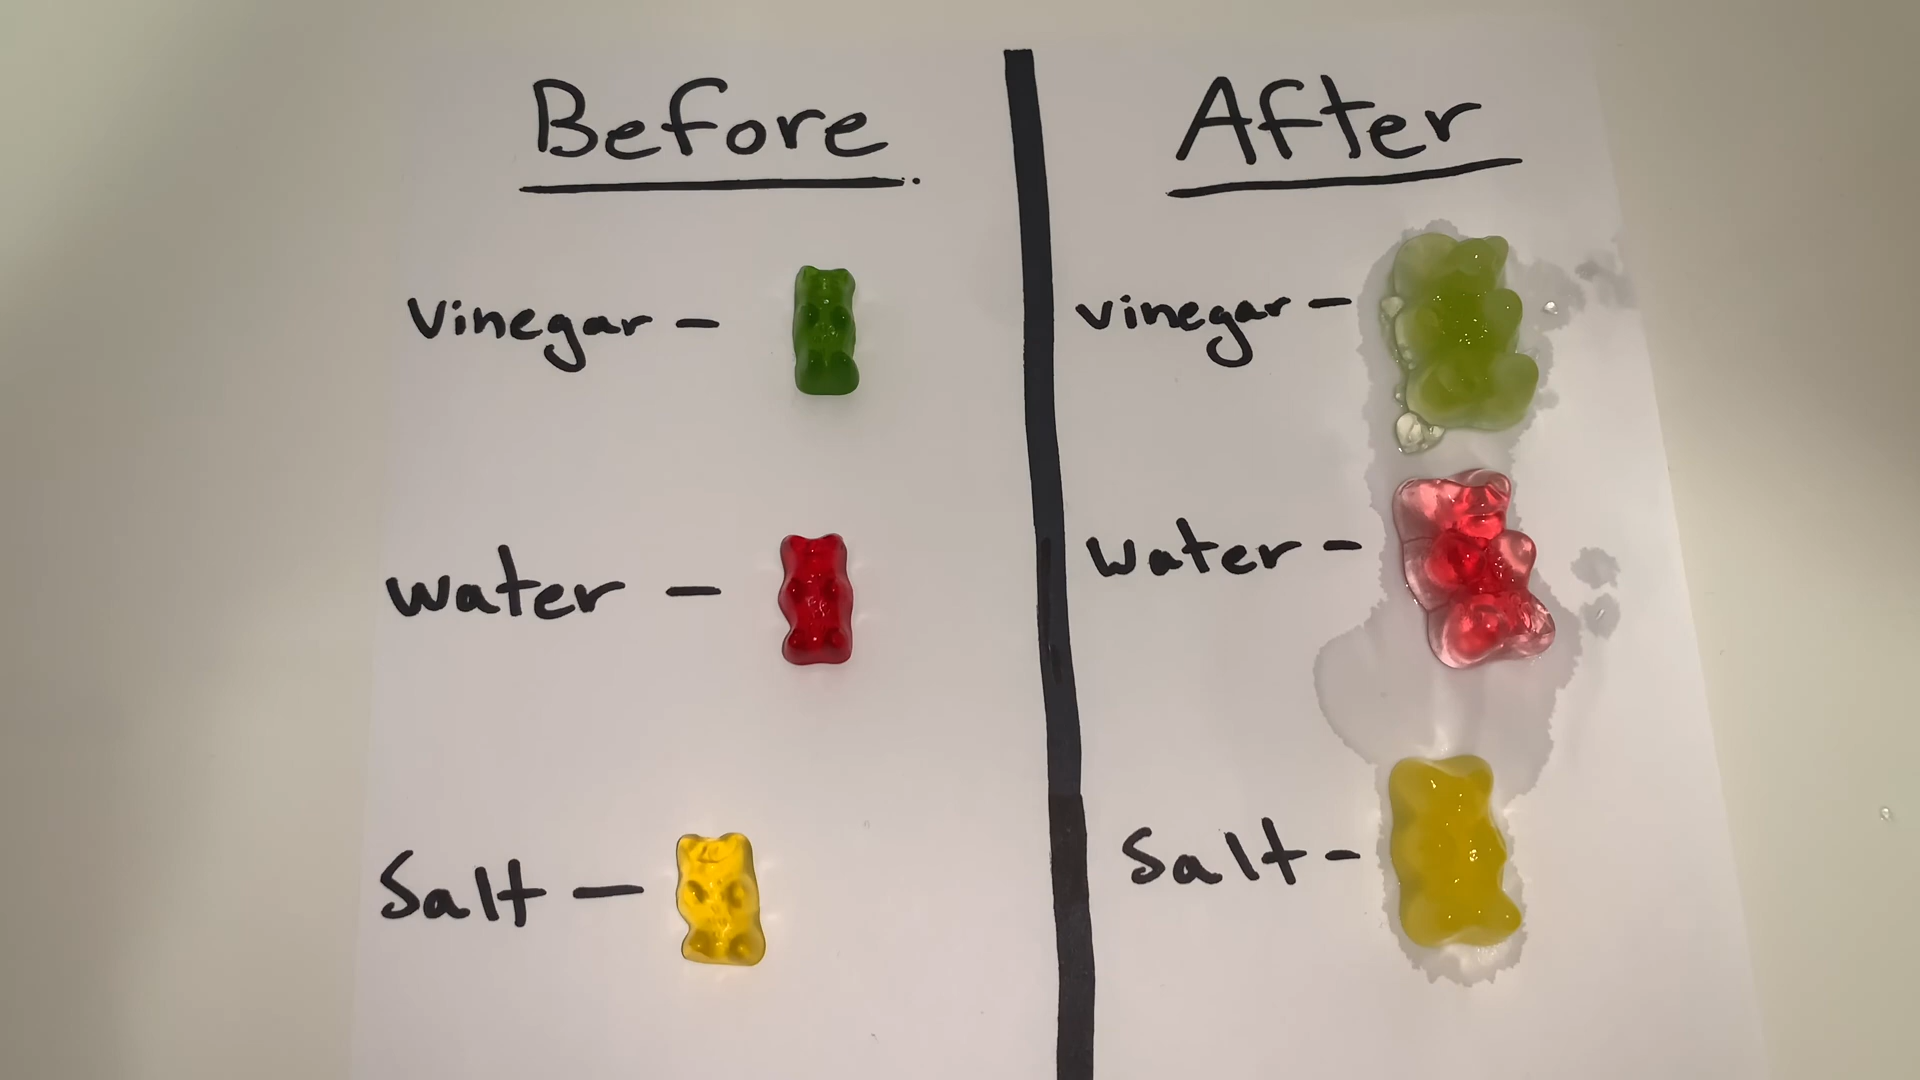 Before
Vinegar –
water –
Salt –
After
vinegar –
water –
Salt –